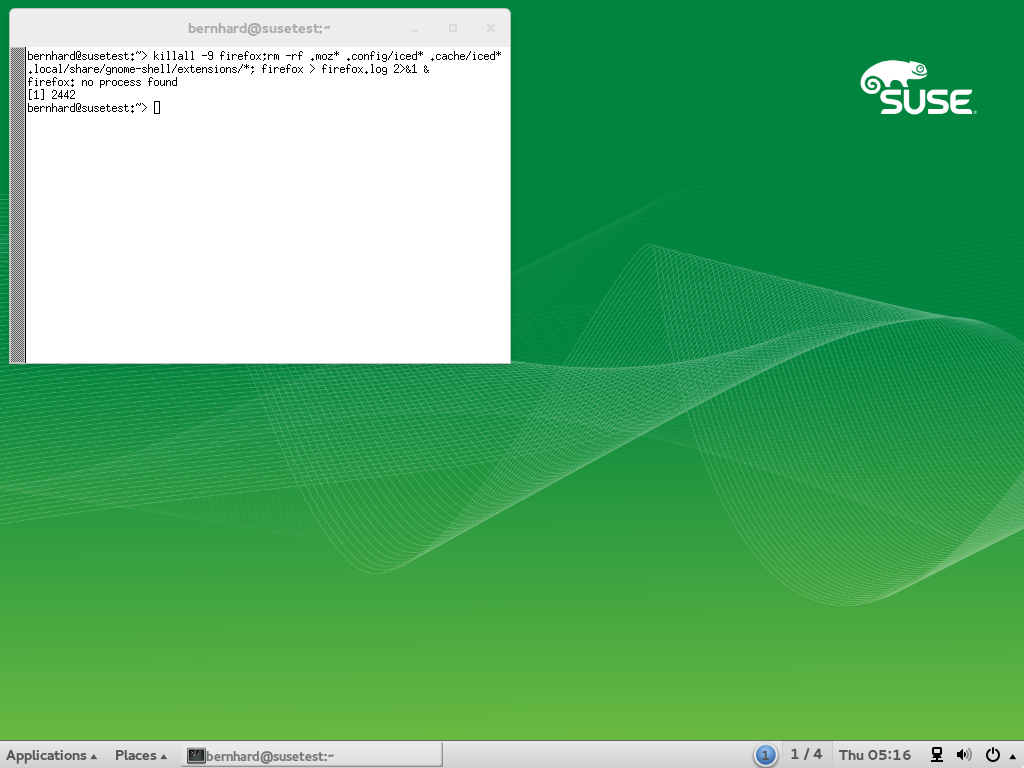 bernhard@susetest:~
bernhard@susetest:~> killall -9 firefox;rm -rf .moz* .config/iced* .cache/iced*
.local/share/gnome-shell/extensions/*; firefox > firefox.log 2>&1 &
firefox: no process found
[1] 2442
bernhard@susetest:~>
SUSE
Applications Places bernhard@susetest:~ 1 1 / 4 Thu 05:16